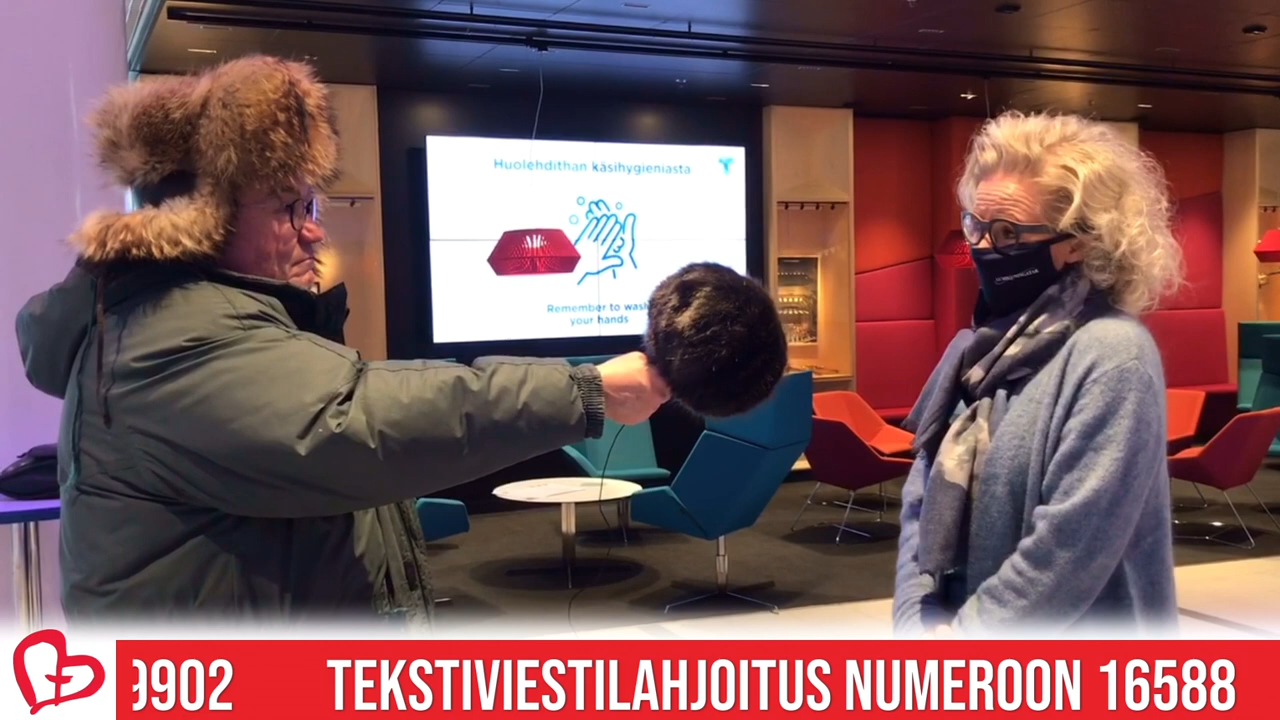 Huolehdithan käsihygieniasta
Remember to wash
your hands
9902 TEKSTIVIESTILAHJOITUS NUMEROON 16588